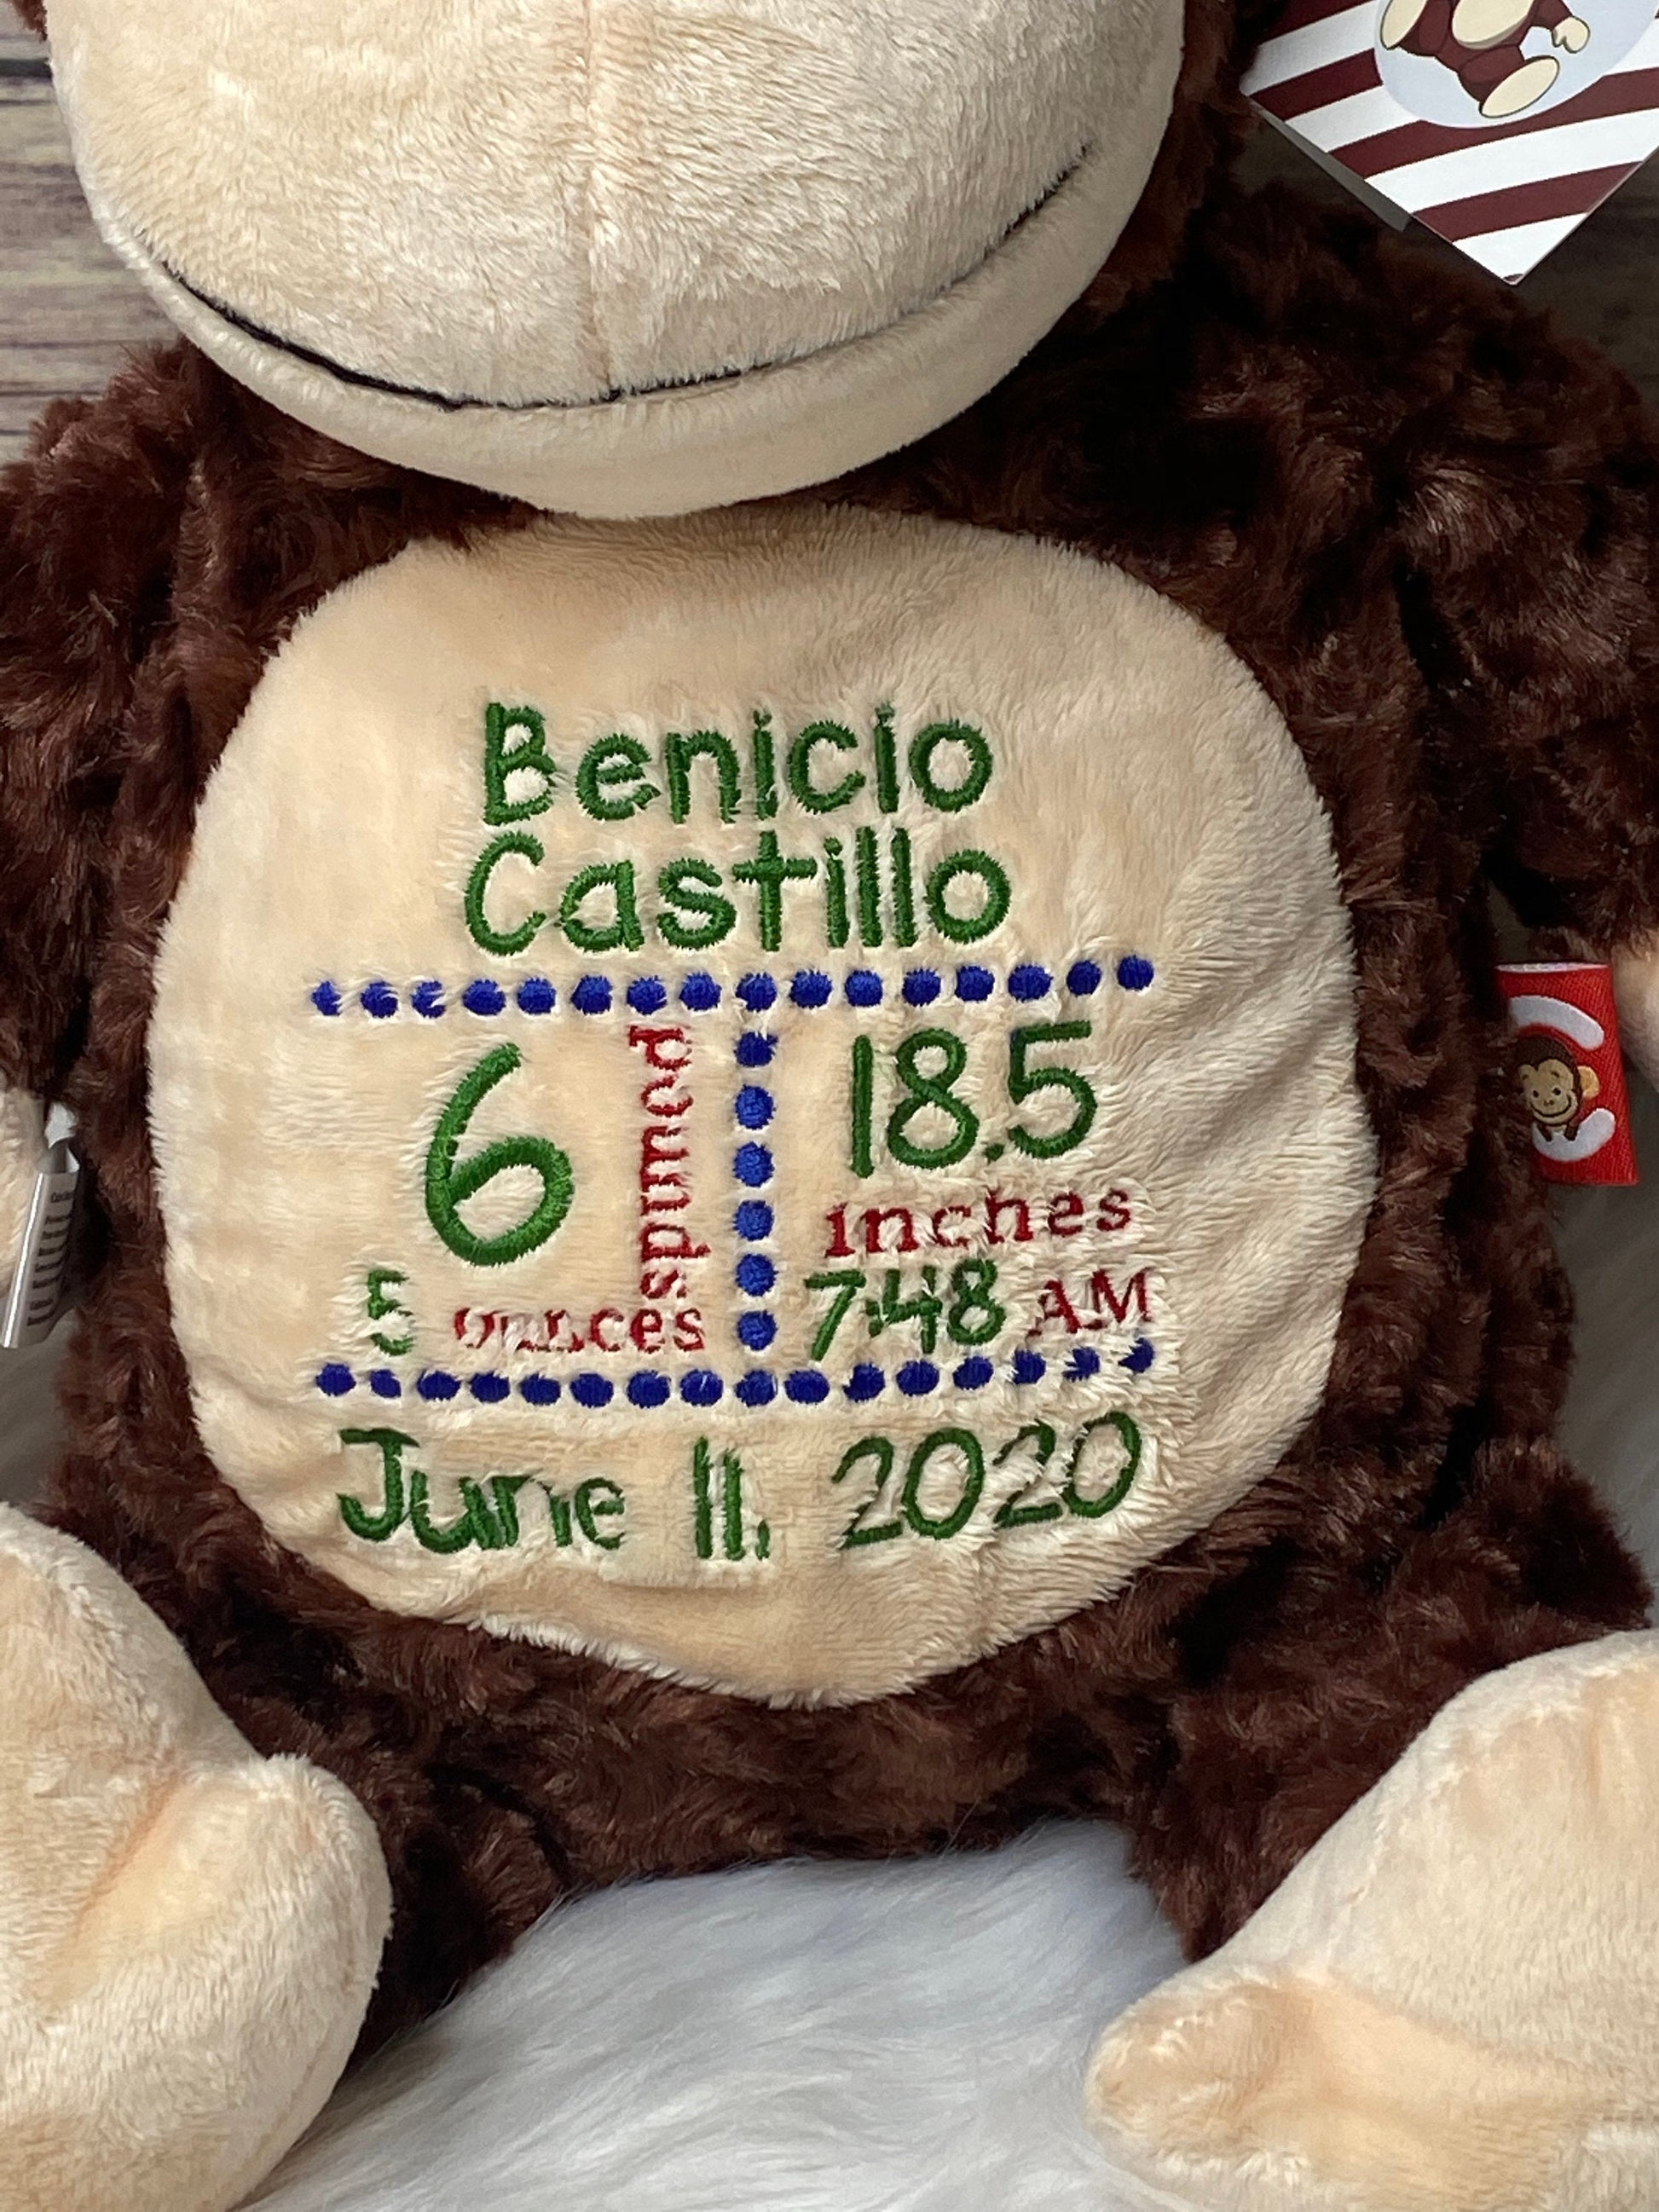 Benicio
Castillo
6 pounds
5 ounces
18.5
inches
7:48 AM
June 11, 2020